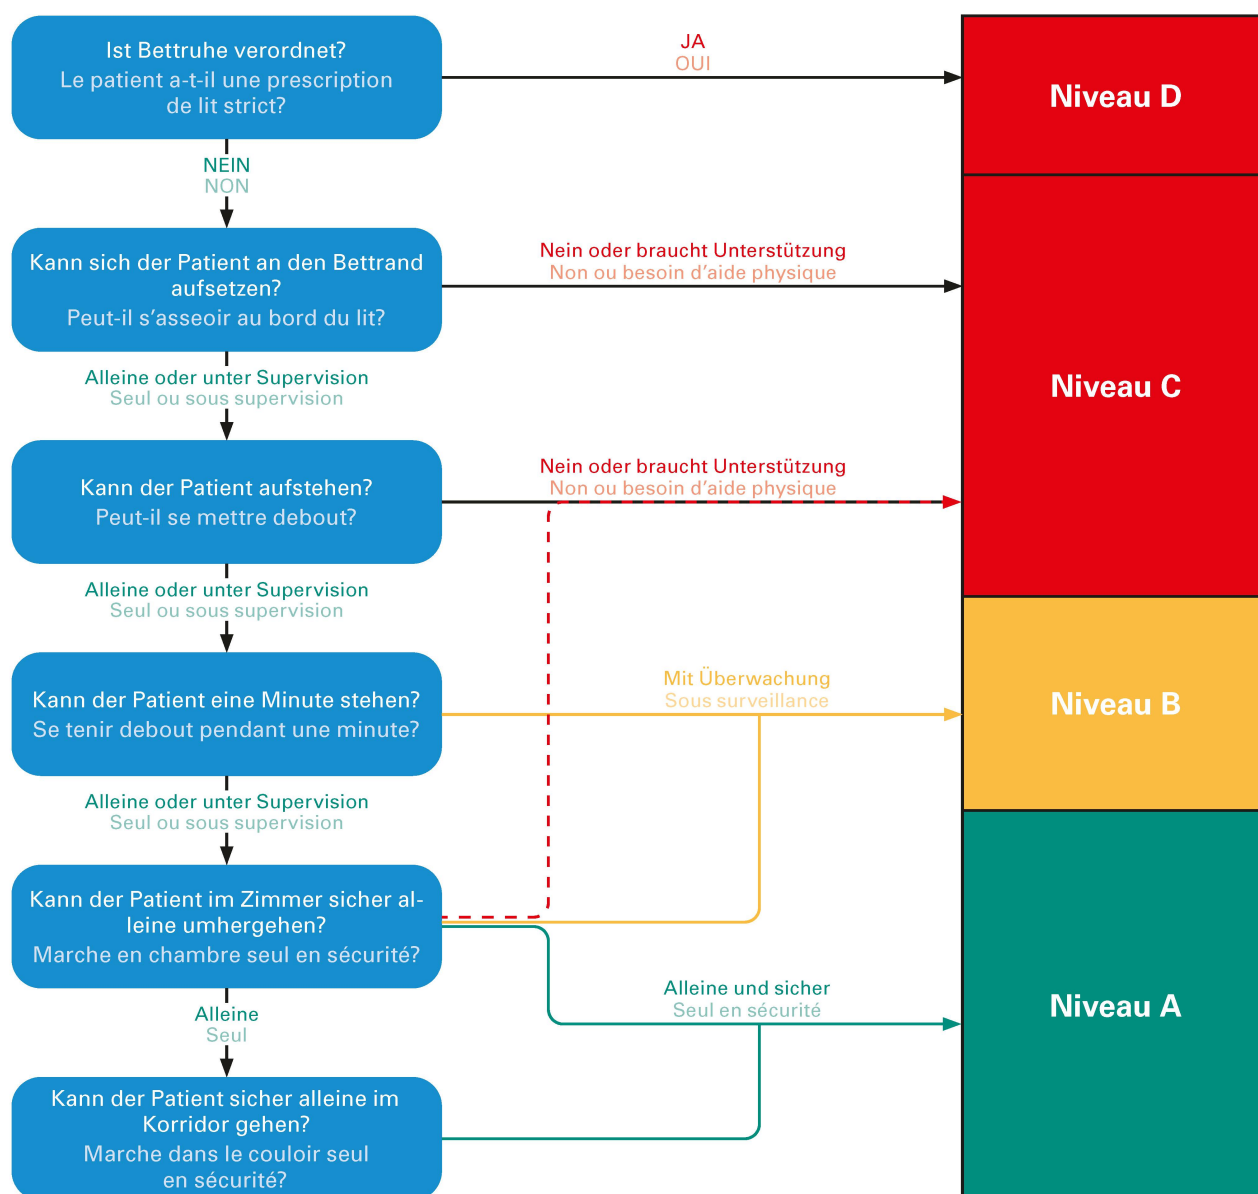 Ist Bettruhe verordnet?
Le patient a-t-il une prescription
de lit strict?
JA
OUI
Niveau D
NEIN
NON
Kann sich der Patient an den Bettrand
aufsetzen?
Peut-il s’asseoir au bord du lit?
Nein oder braucht Unterstützung
Non ou besoin d’aide physique
Niveau C
Alleine oder unter Supervision
Seul ou sous supervision
Kann der Patient aufstehen?
Peut-il se mettre debout?
Nein oder braucht Unterstützung
Non ou besoin d’aide physique
Alleine oder unter Supervision
Seul ou sous supervision
Kann der Patient eine Minute stehen?
Se tenir debout pendant une minute?
Mit Überwachung
Sous surveillance
Niveau B
Alleine oder unter Supervision
Seul ou sous supervision
Kann der Patient im Zimmer sicher al-
leine umhergehen?
Marche en chambre seul en sécurité?
Alleine und sicher
Seul en sécurité
Niveau A
Alleine
Seul
Kann der Patient sicher alleine im
Korridor gehen?
Marche dans le couloir seul
en sécurité?